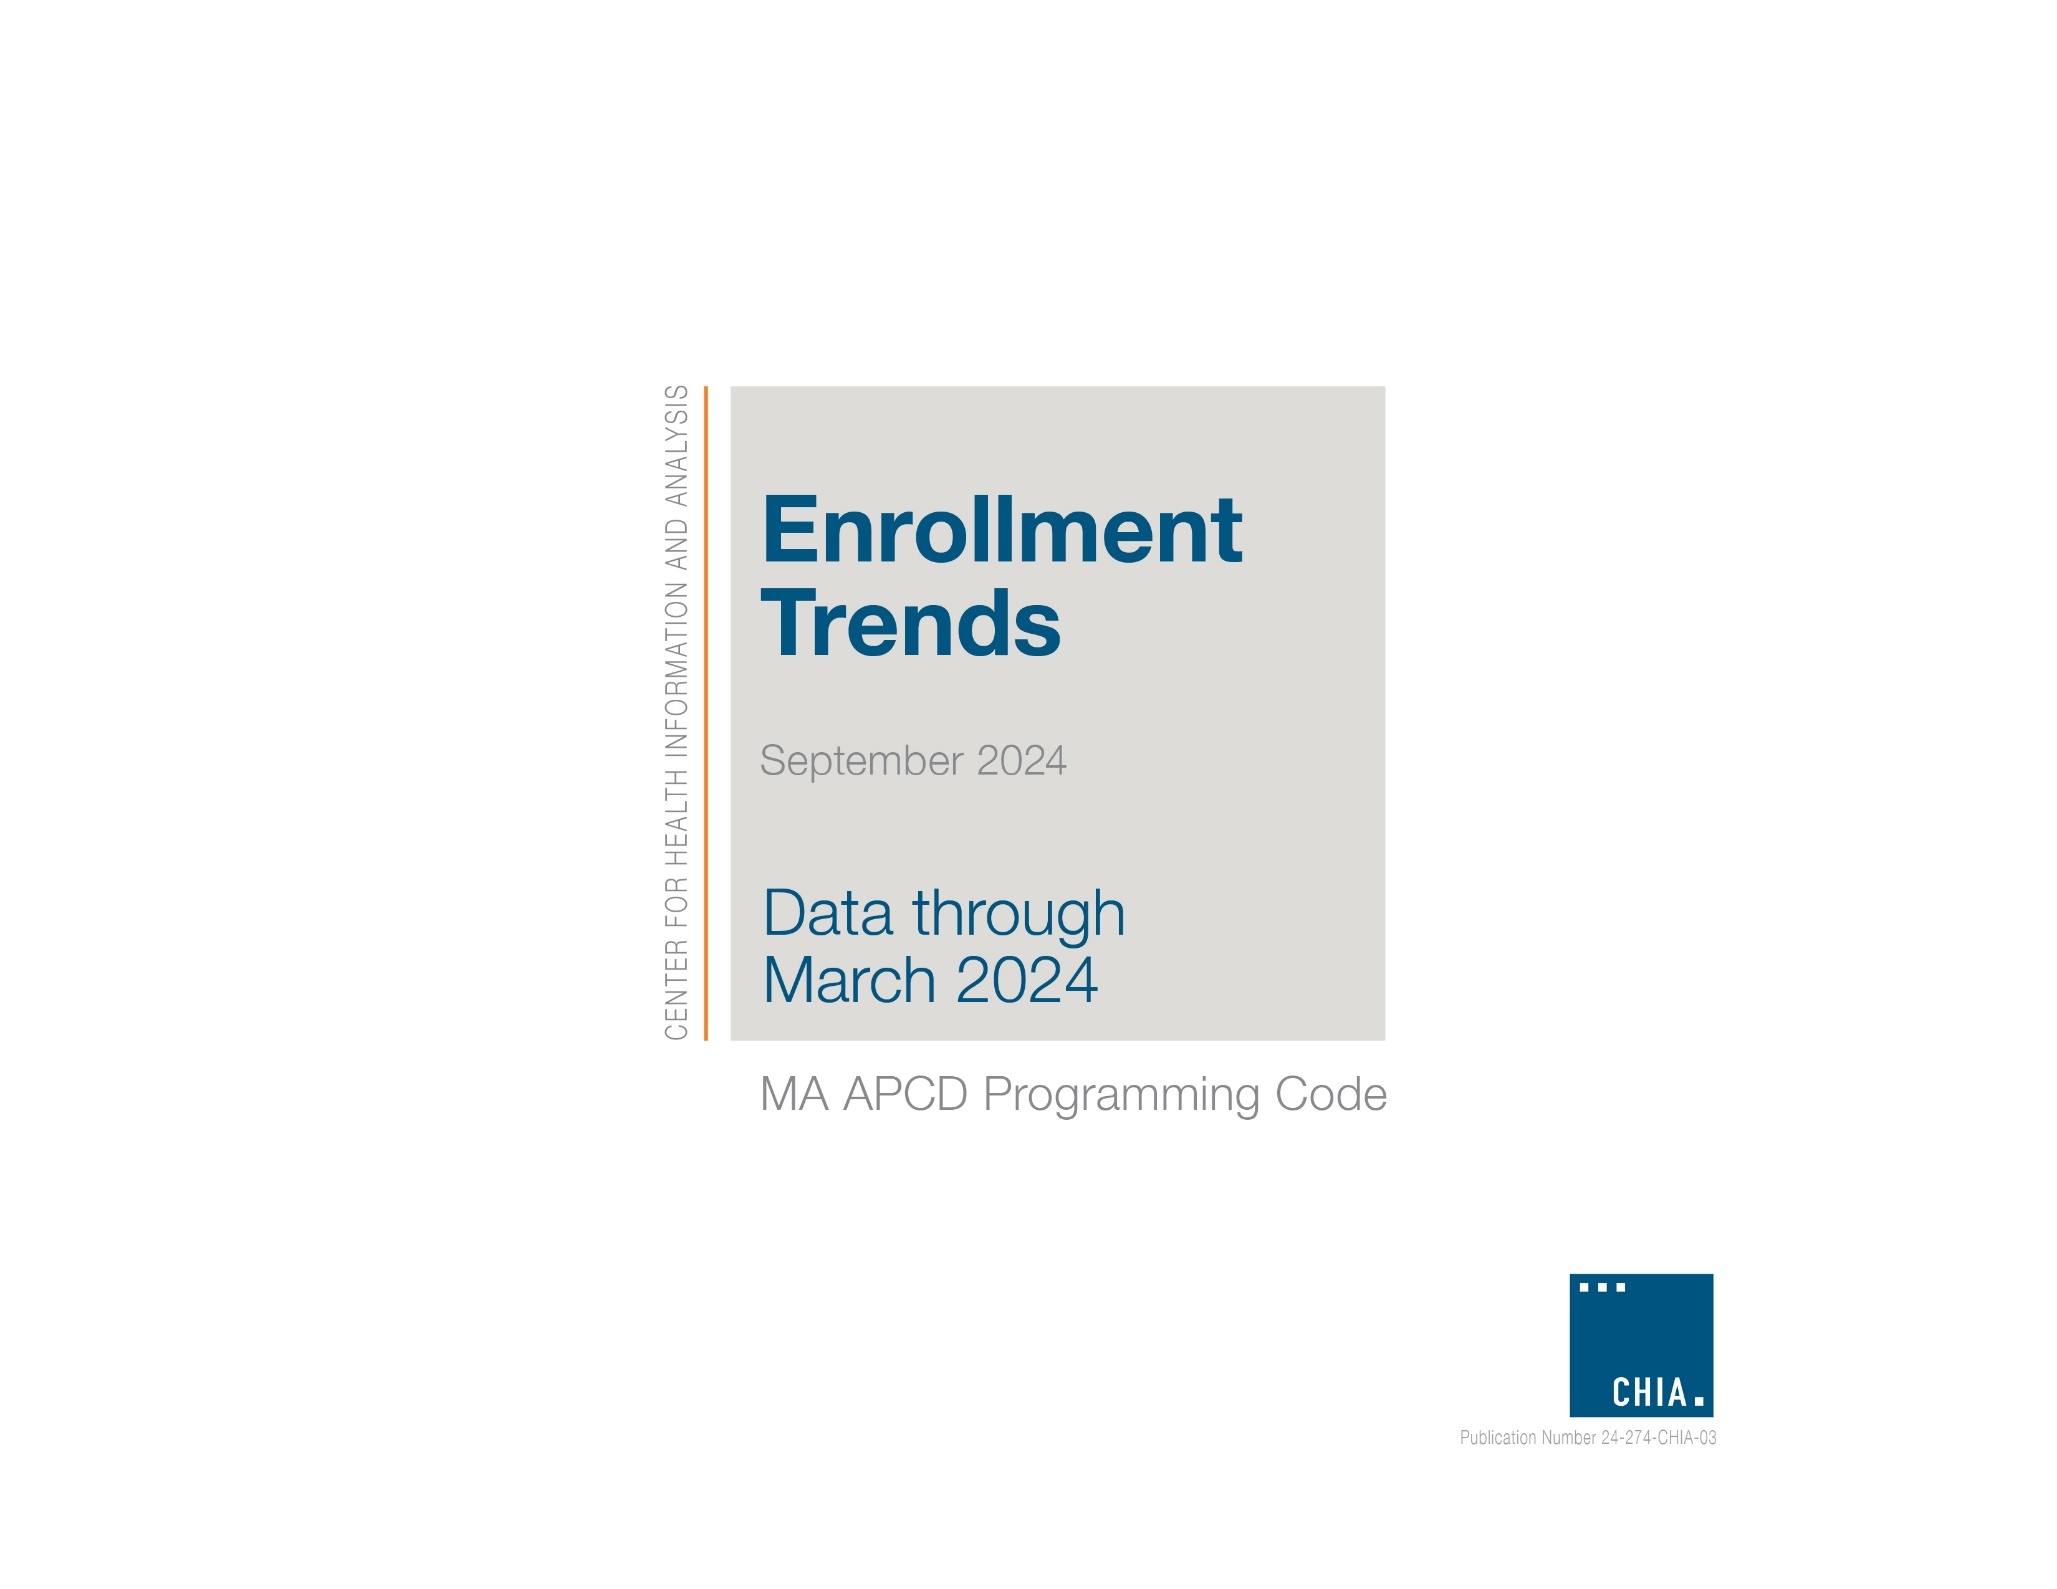 CENTER FOR HEALTH INFORMATION AND ANALYSIS
Enrollment
Trends
September 2024
Data through
March 2024
MA APCD Programming Code
CHIA.
Publication Number 24-274-CHIA-03